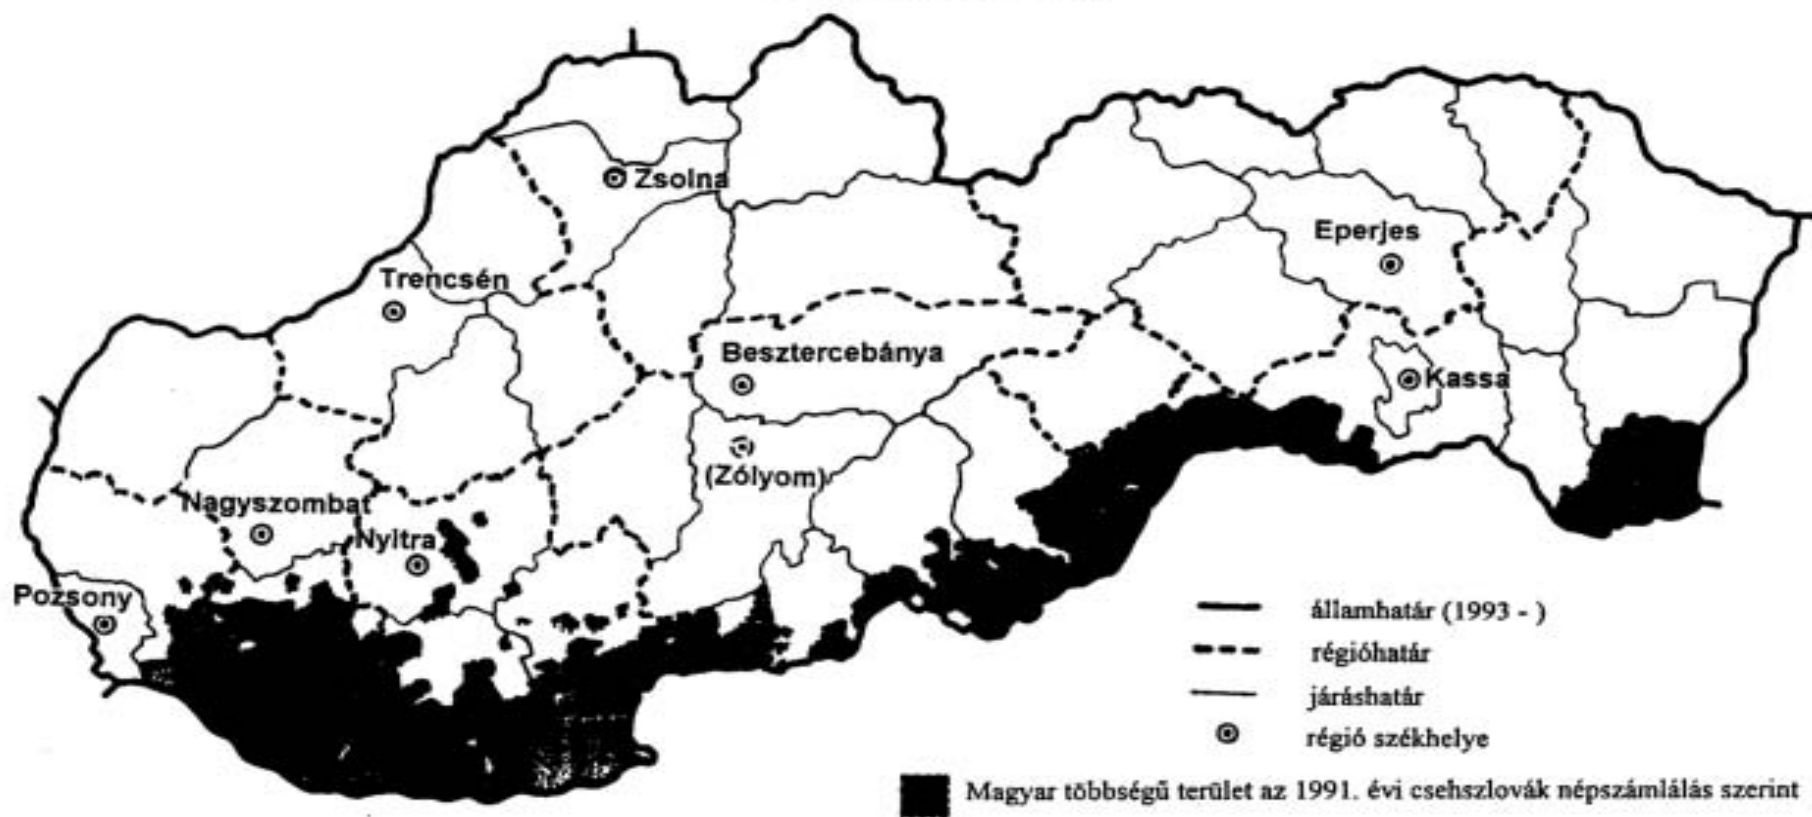 Zsolna
Eperjes
Trencsén
Besztercebánya
Kassa
(Zólyom)
Nagyszombat
Nyitra
Pozsony
államhatár (1993 - )
régióhatár
járáshatár
régió székhelye
Magyar többségű terület az 1991. évi csehszlovák népszámlálás szerint